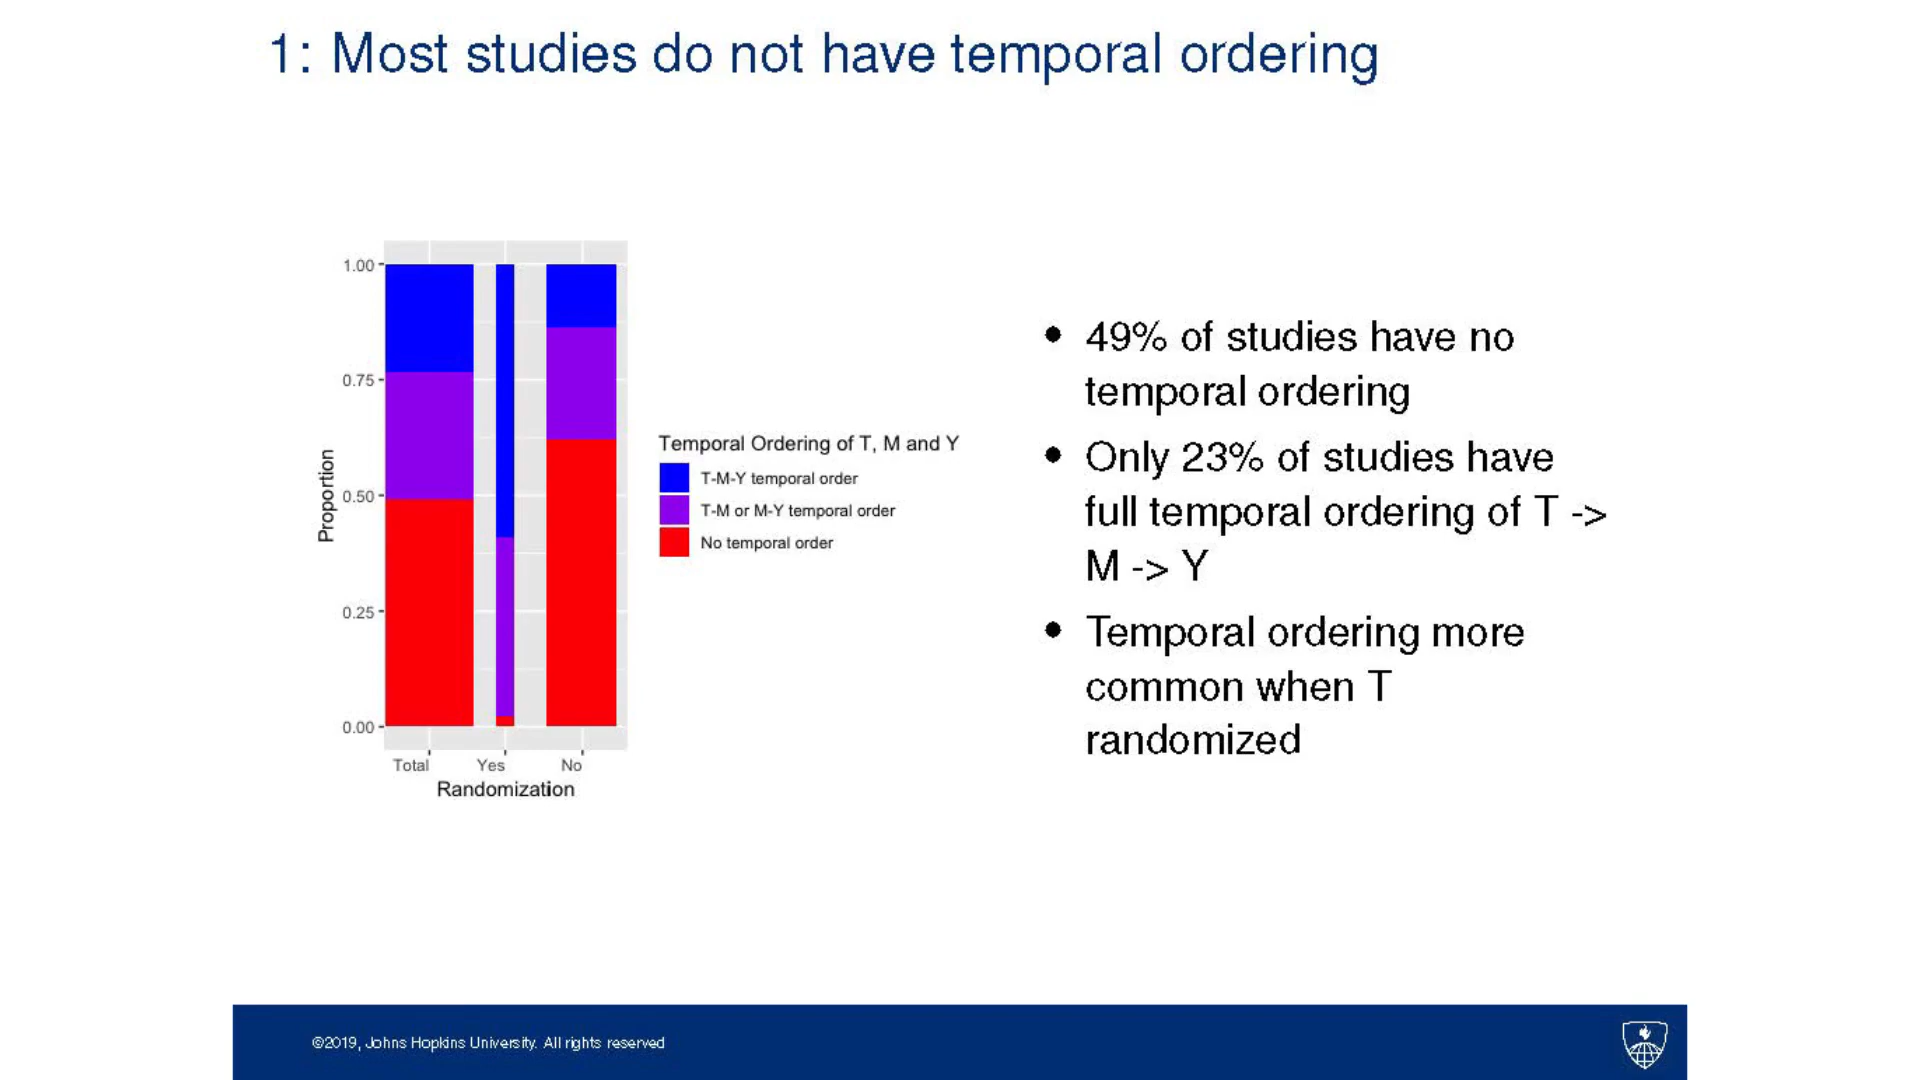 1: Most studies do not have temporal ordering
1.00
0.75
0.50
0.25
0.00
Proportion
Total Yes No
Randomization
Temporal Ordering of T, M and Y
T-M-Y temporal order
T-M or M-Y temporal order
No temporal order
• 49% of studies have no
temporal ordering
• Only 23% of studies have
full temporal ordering of T ->
M -> Y
• Temporal ordering more
common when T
randomized
©2019, Johns Hopkins University. All rights reserved